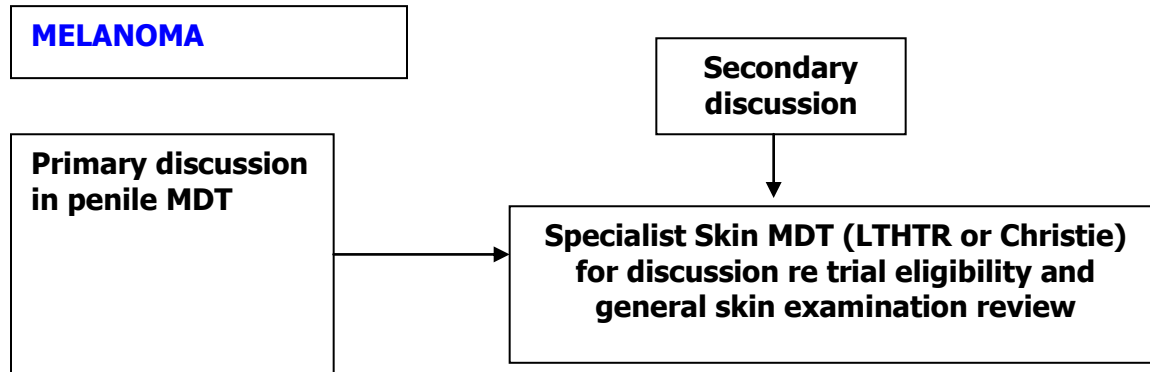 MELANOMA
Secondary
discussion
Primary discussion
in penile MDT
Specialist Skin MDT (LTHTR or Christie)
for discussion re trial eligibility and
general skin examination review